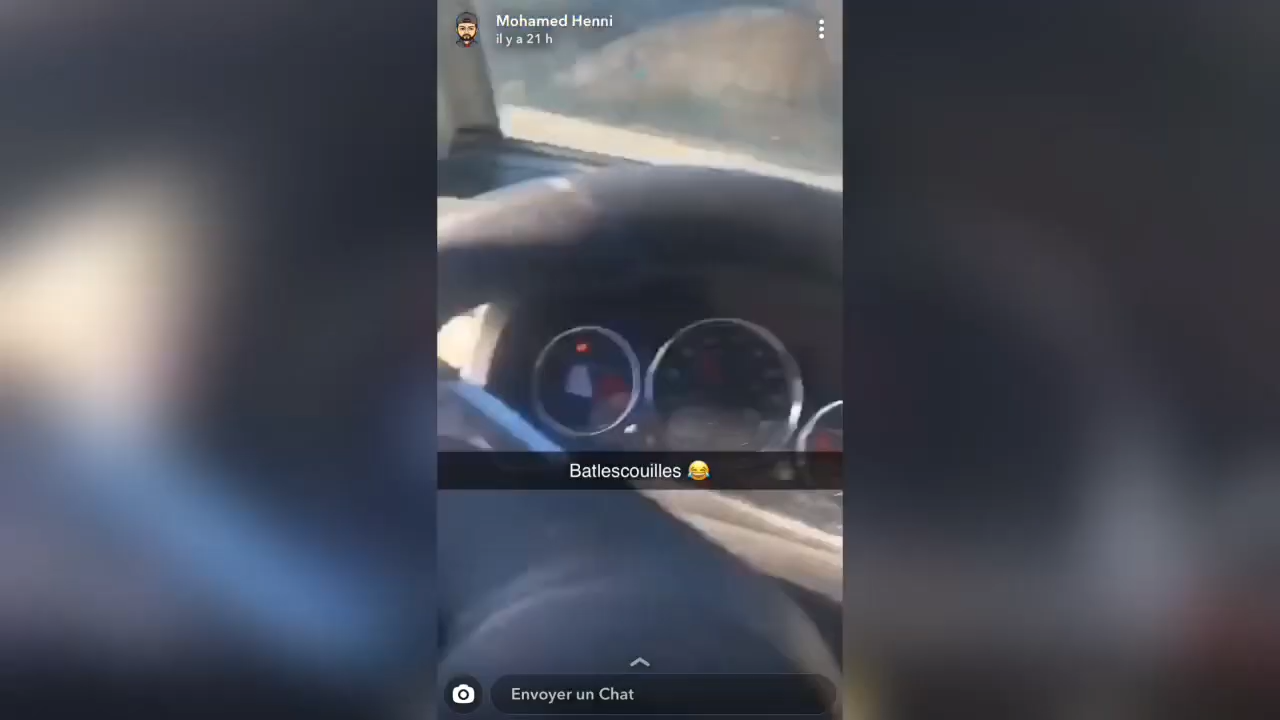 Mohamed Henni
il y a 21 h
Batlescouilles 😂
Envoyer un Chat